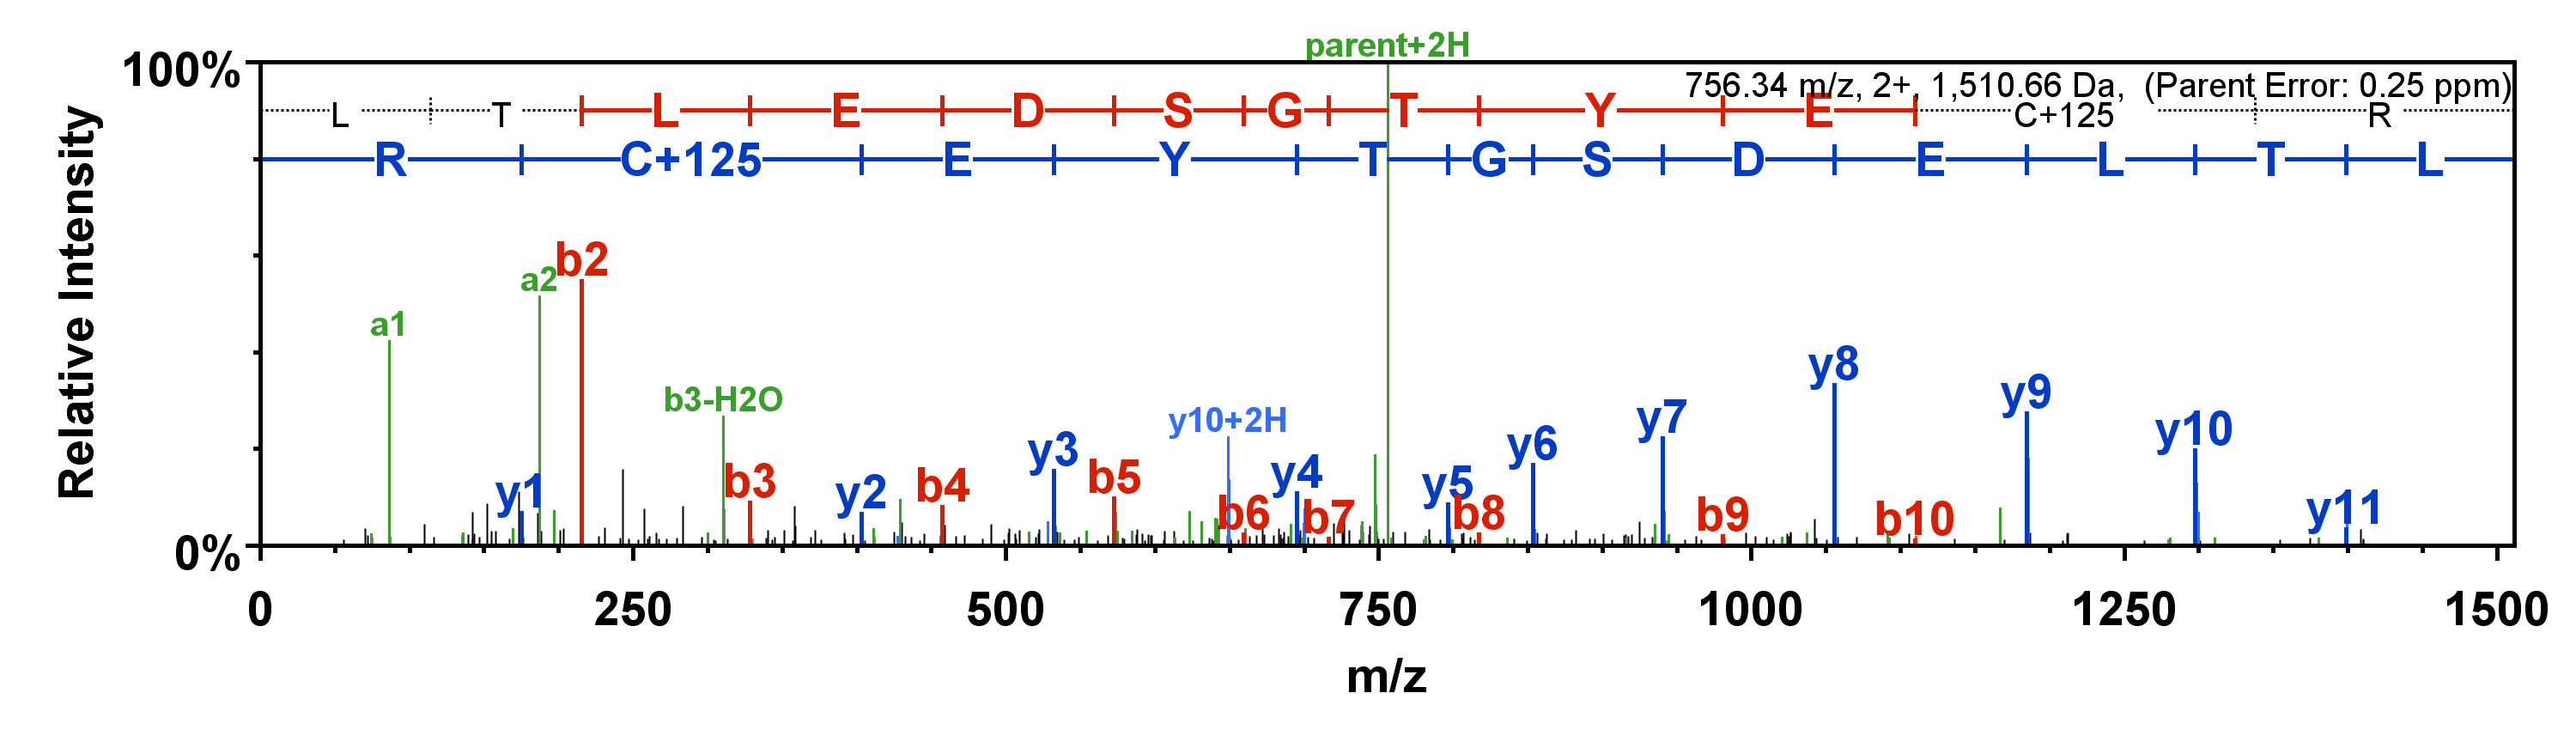 parent+2H
100%
756.34 m/z, 2+, 1,510.66 Da, (Parent Error: 0.25 ppm)
L T L E D S G T Y E C+125 R
R C+125 E Y T G S D E L T L
Relative Intensity
b2
a2
a1
y8
y9
b3-H2O
y10+2H
y7
y10
y6
y3
y4
b5
b3
b4
y5
y1
y2
b6
b7
b8
b9
b10
y11
0%
0 250 500 750 1000 1250 1500
m/z